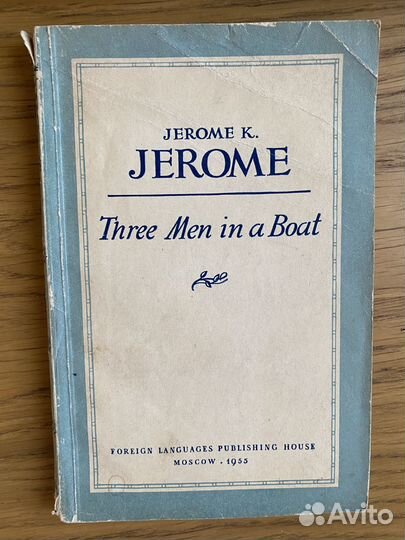 JEROME K.
JEROME
Three Men in a Boat
FOREIGN LANGUAGES PUBLISHING HOUSE
MOSCOW . 1955
Avito